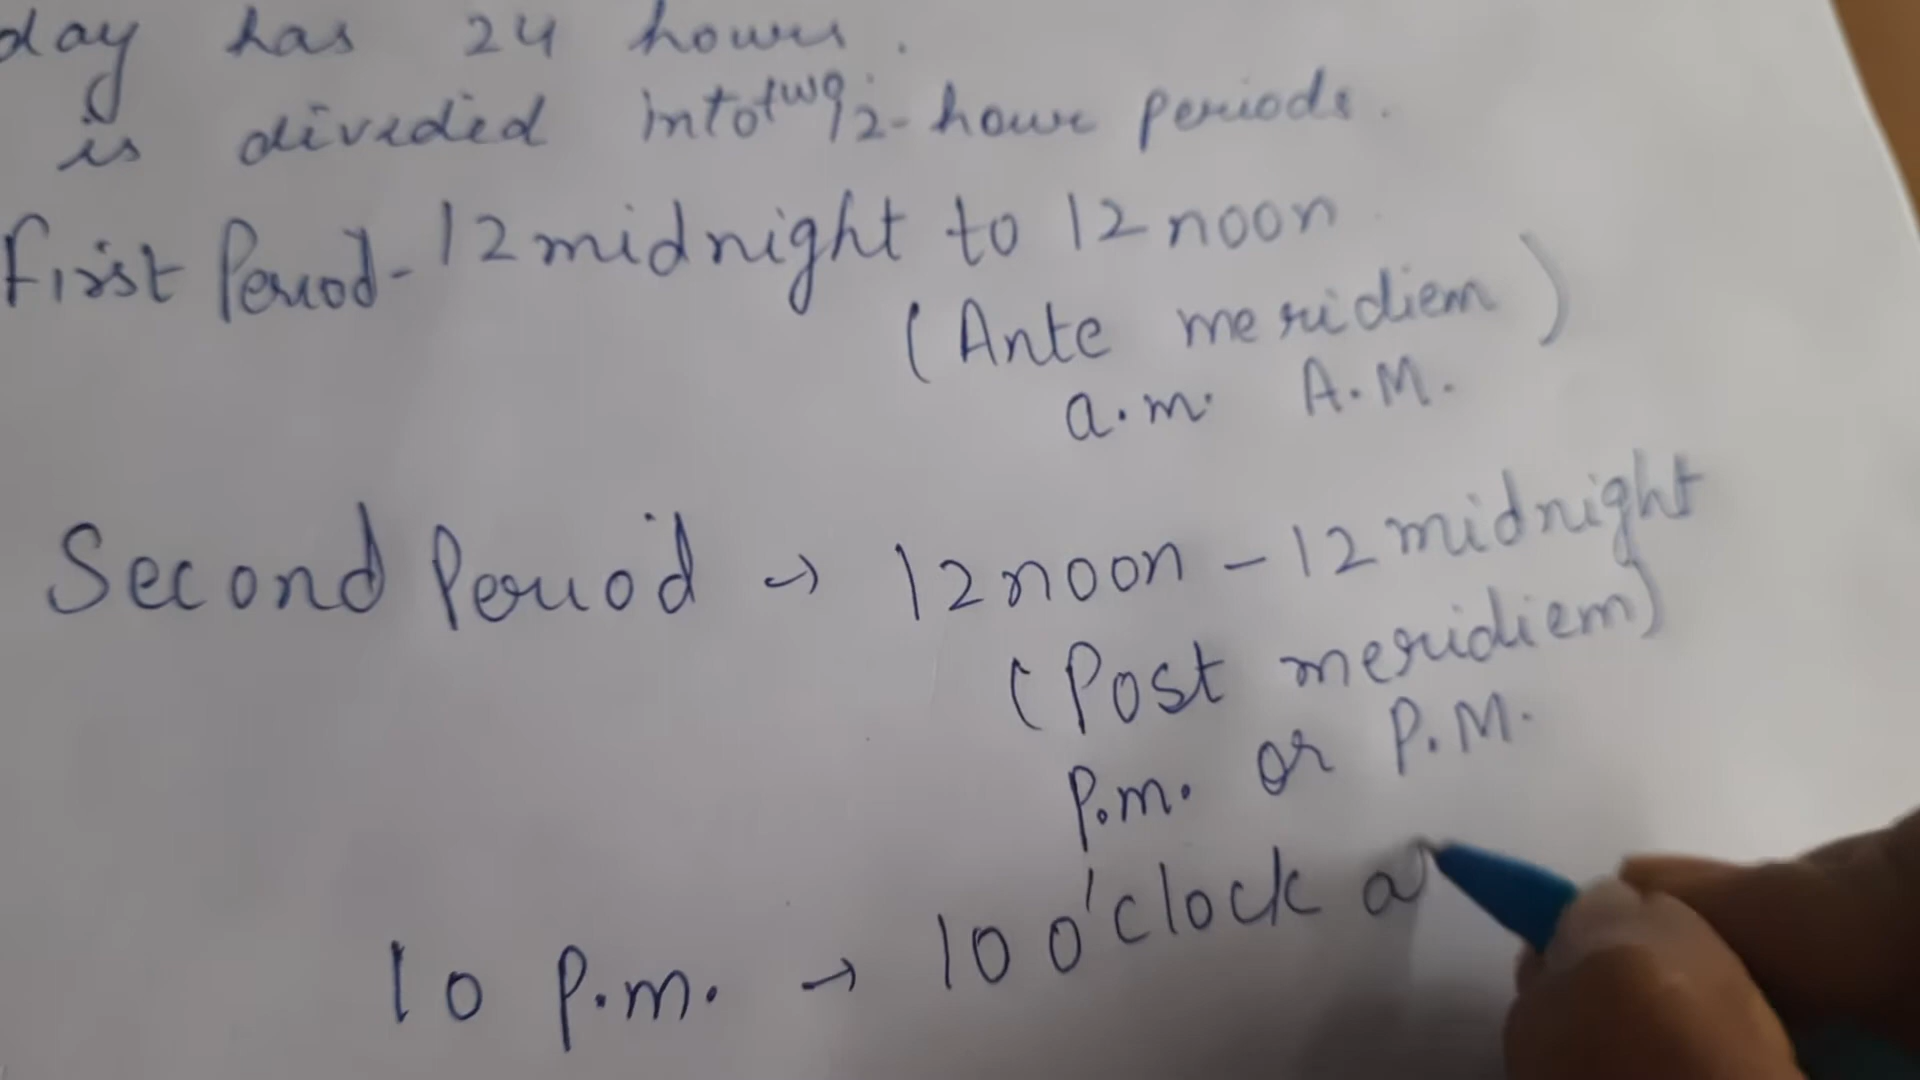 day has 24 hours.
is divided into two 12-hour periods.
First Period - 12 midnight to 12 noon
(Ante meridiem)
a.m. A.M.
Second Period → 12 noon - 12 midnight
(Post meridiem)
P.m. or P.M.
10 P.m. → 10 o'clock a